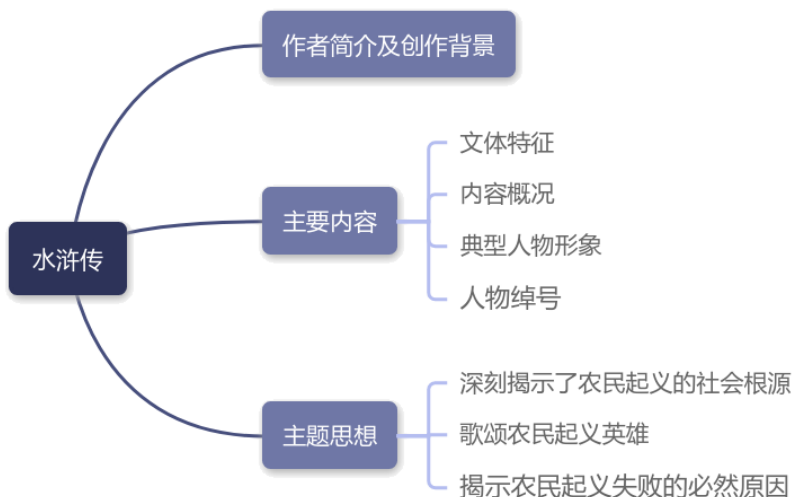 作者简介及创作背景
文体特征
内容概况
主要内容
典型人物形象
水浒传
人物绰号
深刻揭示了农民起义的社会根源
主题思想
歌颂农民起义英雄
揭示农民起义失败的必然原因